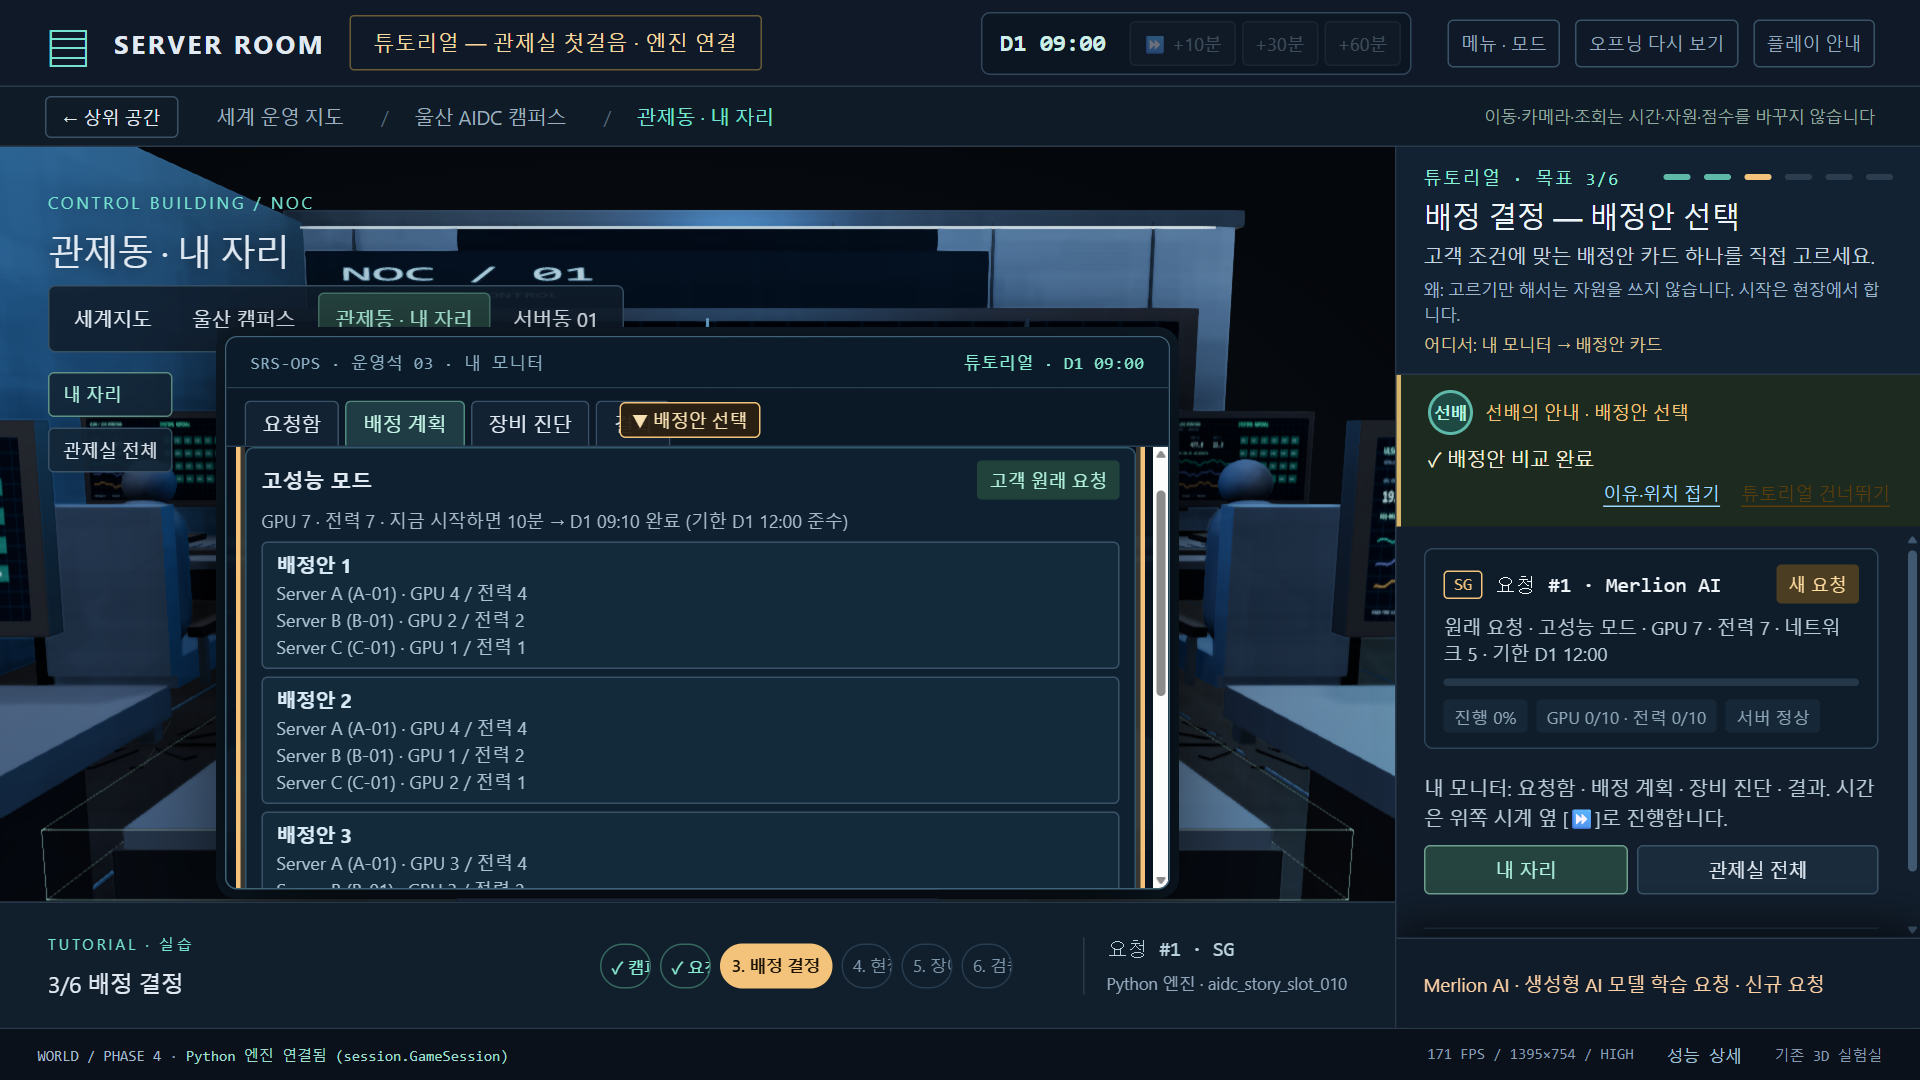 SERVER ROOM
튜토리얼 — 관제실 첫걸음 · 엔진 연결
D1 09:00
⏩ +10분
+30분
+60분
메뉴 · 모드
오프닝 다시 보기
플레이 안내
← 상위 공간
세계 운영 지도 / 울산 AIDC 캠퍼스 / 관제동 · 내 자리
이동·카메라·조회는 시간·자원·점수를 바꾸지 않습니다
CONTROL BUILDING / NOC
관제동 · 내 자리
NOC / 01
세계지도
울산 캠퍼스
관제동 · 내 자리
서버동 01
내 자리
관제실 전체
SRS-OPS · 운영석 03 · 내 모니터
튜토리얼 · D1 09:00
요청함
배정 계획
장비 진단
▼ 배정안 선택
고성능 모드
고객 원래 요청
GPU 7 · 전력 7 · 지금 시작하면 10분 → D1 09:10 완료 (기한 D1 12:00 준수)
배정안 1
Server A (A-01) · GPU 4 / 전력 4
Server B (B-01) · GPU 2 / 전력 2
Server C (C-01) · GPU 1 / 전력 1
배정안 2
Server A (A-01) · GPU 4 / 전력 4
Server B (B-01) · GPU 1 / 전력 2
Server C (C-01) · GPU 2 / 전력 1
배정안 3
Server A (A-01) · GPU 3 / 전력 4
튜토리얼 · 목표 3/6
배정 결정 — 배정안 선택
고객 조건에 맞는 배정안 카드 하나를 직접 고르세요.
왜: 고르기만 해서는 자원을 쓰지 않습니다. 시작은 현장에서 합
니다.
어디서: 내 모니터 → 배정안 카드
선배
선배의 안내 · 배정안 선택
✓ 배정안 비교 완료
이유·위치 접기
튜토리얼 건너뛰기
SG
요청 #1 · Merlion AI
새 요청
원래 요청 · 고성능 모드 · GPU 7 · 전력 7 · 네트워
크 5 · 기한 D1 12:00
진행 0%
GPU 0/10 · 전력 0/10
서버 정상
내 모니터: 요청함 · 배정 계획 · 장비 진단 · 결과. 시간
은 위쪽 시계 옆 [⏩]로 진행합니다.
내 자리
관제실 전체
TUTORIAL · 실습
3/6 배정 결정
✓ 캠
✓ 요
3. 배정 결정
4. 현
5. 장
6. 검
요청 #1 · SG
Python 엔진 · aidc_story_slot_010
Merlion AI · 생성형 AI 모델 학습 요청 · 신규 요청
WORLD / PHASE 4 · Python 엔진 연결됨 (session.GameSession)
171 FPS / 1395×754 / HIGH
성능 상세
기존 3D 실험실